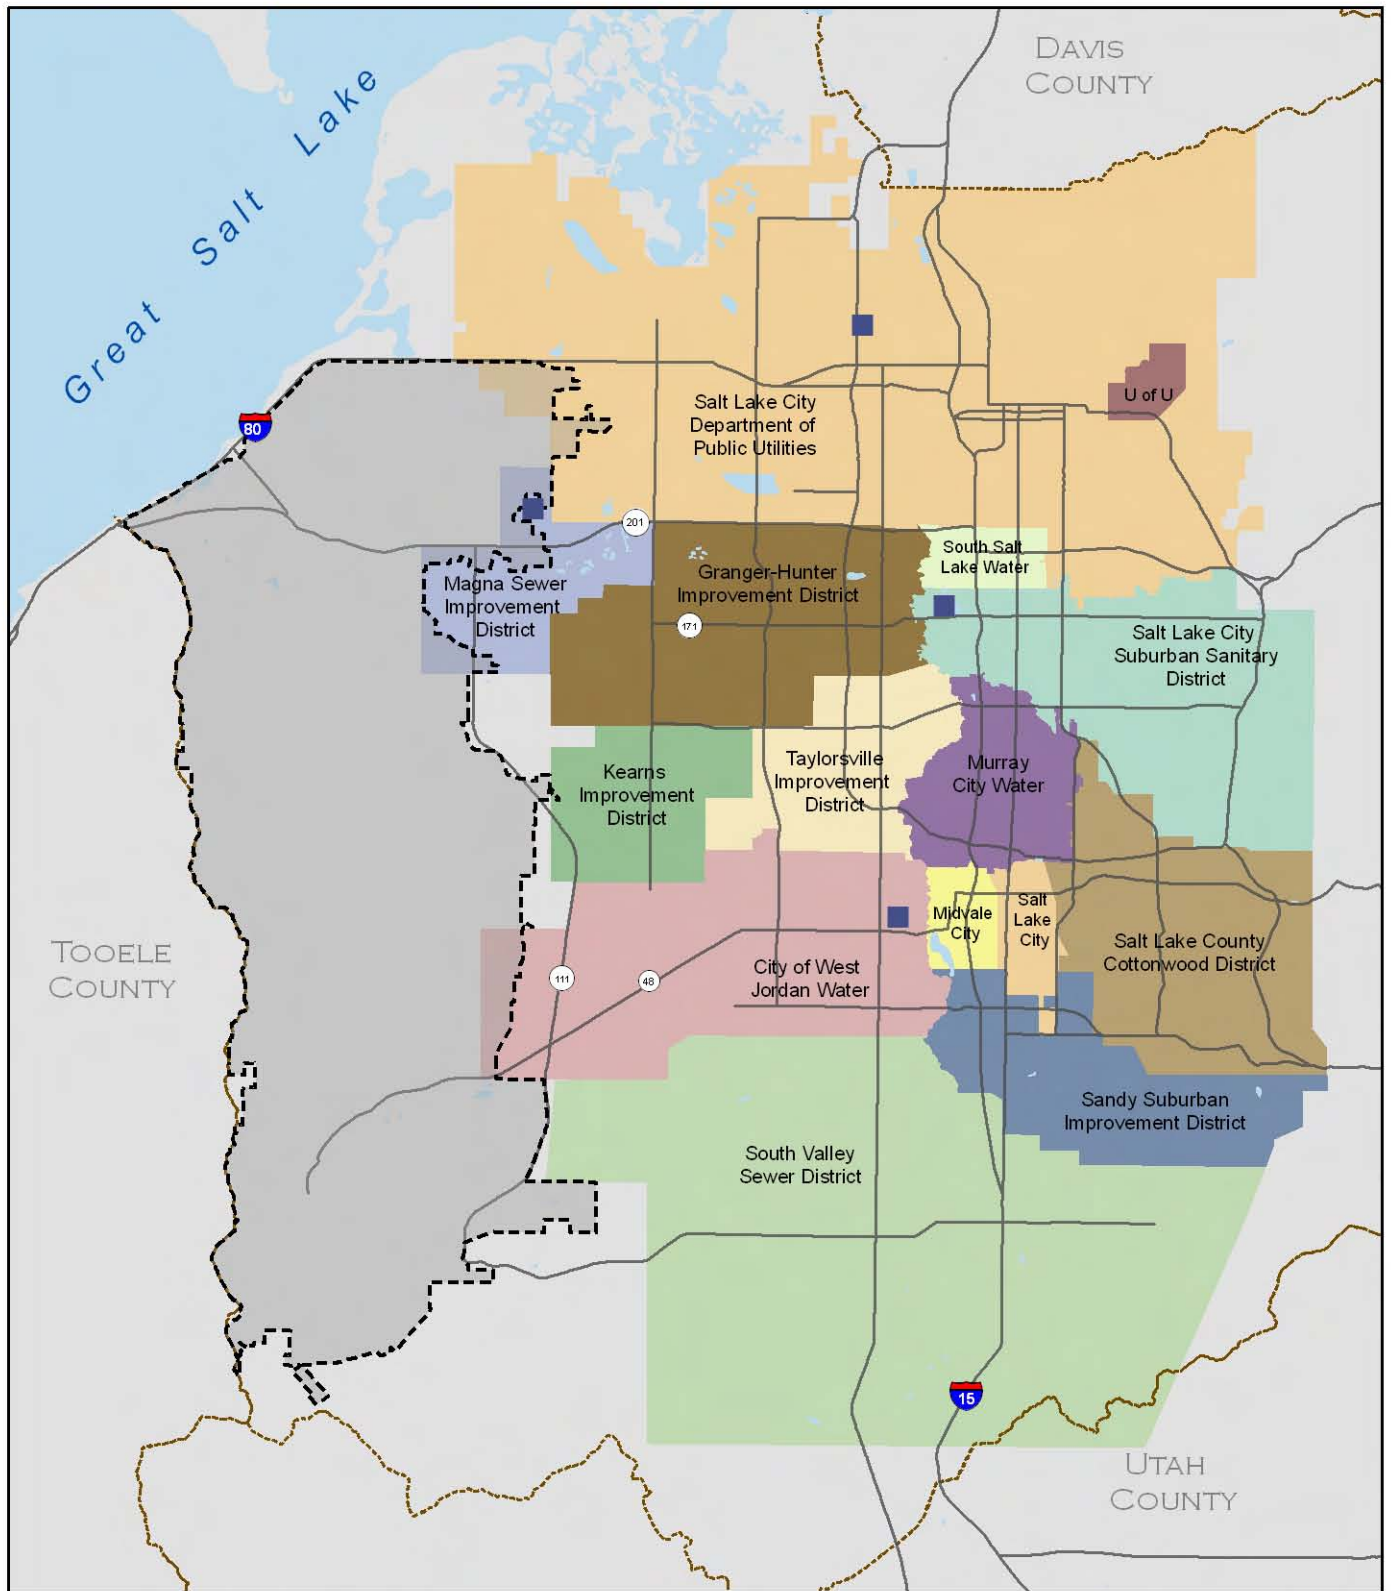 DAVIS
COUNTY
Great Salt Lake
80
U of U
Salt Lake City
Department of
Public Utilities
201
South Salt
Lake Water
Granger-Hunter
Improvement District
Magna Sewer
Improvement
District
171
Salt Lake City
Suburban Sanitary
District
Taylorsville
Improvement
District
Murray
City Water
Kearns
Improvement
District
Midvale
City
Salt
Lake
City
Salt Lake County
Cottonwood District
TOOELE
COUNTY
111
48
City of West
Jordan Water
Sandy Suburban
Improvement District
South Valley
Sewer District
15
UTAH
COUNTY